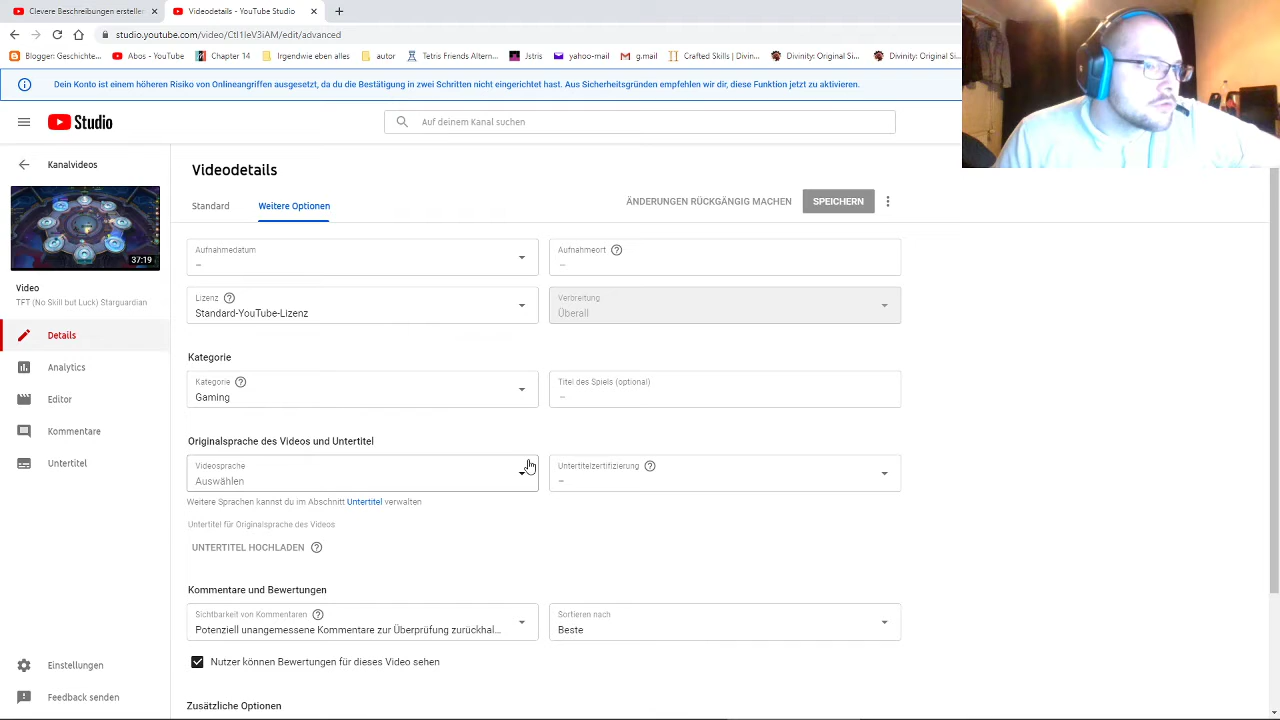 Clevere Beschreibungen ersteller
Videodetails - YouTube Studio
studio.youtube.com/video/Ct1IeV3iAM/edit/advanced
Blogger: Geschichte...
Abos - YouTube
Chapter 14
Irgendwie eben alles
autor
Tetris Friends Altern...
Jstris
yahoo-mail
g.mail
Crafted Skills | Divin...
Divinity: Original Si...
Divinity: Original Si
Dein Konto ist einem höheren Risiko von Onlineangriffen ausgesetzt, da du die Bestätigung in zwei Schritten nicht eingerichtet hast. Aus Sicherheitsgründen empfehlen wir dir, diese Funktion jetzt zu aktivieren.
Studio
Auf deinem Kanal suchen
Kanalvideos
37:19
Video
TFT (No Skill but Luck) Starguardian
Details
Analytics
Editor
Kommentare
Untertitel
Einstellungen
Feedback senden
Videodetails
Standard
Weitere Optionen
ÄNDERUNGEN RÜCKGÄNGIG MACHEN
SPEICHERN
Aufnahmedatum
–
Aufnahmeort
–
Lizenz
Standard-YouTube-Lizenz
Verbreitung
Überall
Kategorie
Kategorie
Gaming
Titel des Spiels (optional)
–
Originalsprache des Videos und Untertitel
Videosprache
Auswählen
Untertitelzertifizierung
–
Weitere Sprachen kannst du im Abschnitt Untertitel verwalten
Untertitel für Originalsprache des Videos
UNTERTITEL HOCHLADEN
Kommentare und Bewertungen
Sichtbarkeit von Kommentaren
Potenziell unangemessene Kommentare zur Überprüfung zurückhal...
Sortieren nach
Beste
Nutzer können Bewertungen für dieses Video sehen
Zusätzliche Optionen